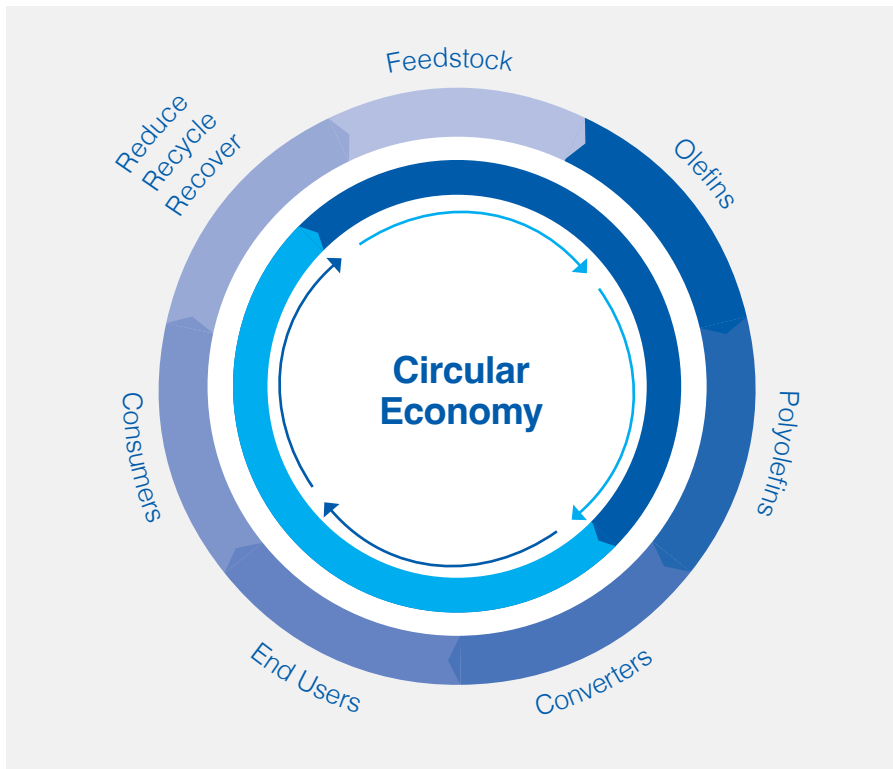 Feedstock
Olefins
Polyolefins
Converters
End Users
Consumers
Reduce
Recycle
Recover
Circular
Economy